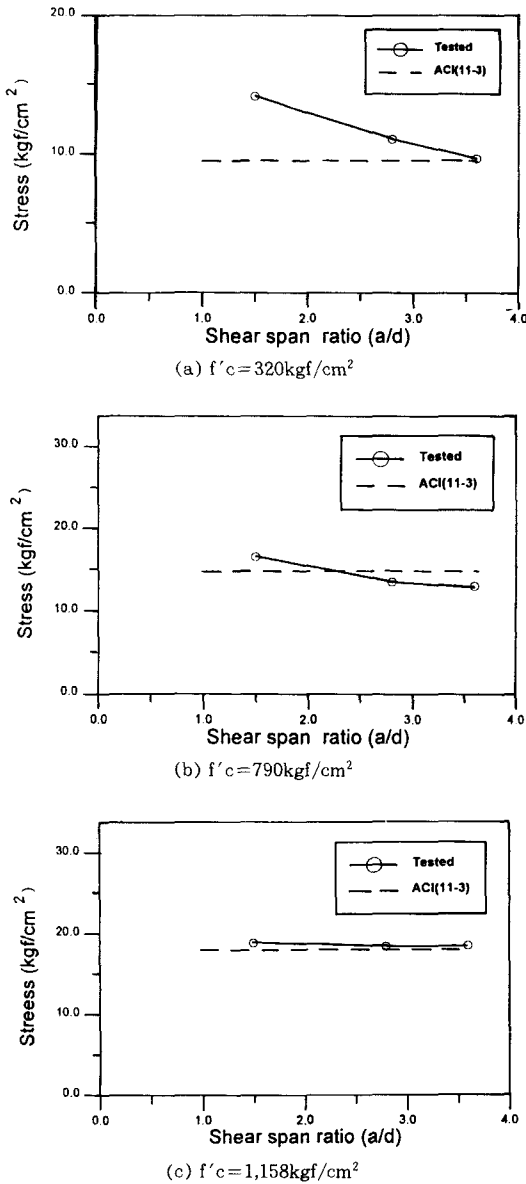 20.0
10.0
0.0
Stress (kgf/cm²)
Tested
ACI(11-3)
0.0 1.0 2.0 3.0 4.0
Shear span ratio (a/d)
(a) f′c=320kgf/cm²
30.0
20.0
10.0
0.0
Stress (kgf/cm²)
Tested
ACI(11-3)
0.0 1.0 2.0 3.0 4.0
Shear span ratio (a/d)
(b) f′c=790kgf/cm²
30.0
20.0
10.0
0.0
Streess (kgf/cm²)
Tested
ACI(11-3)
0.0 1.0 2.0 3.0 4.0
Shear span ratio (a/d)
(c) f′c=1,158kgf/cm²